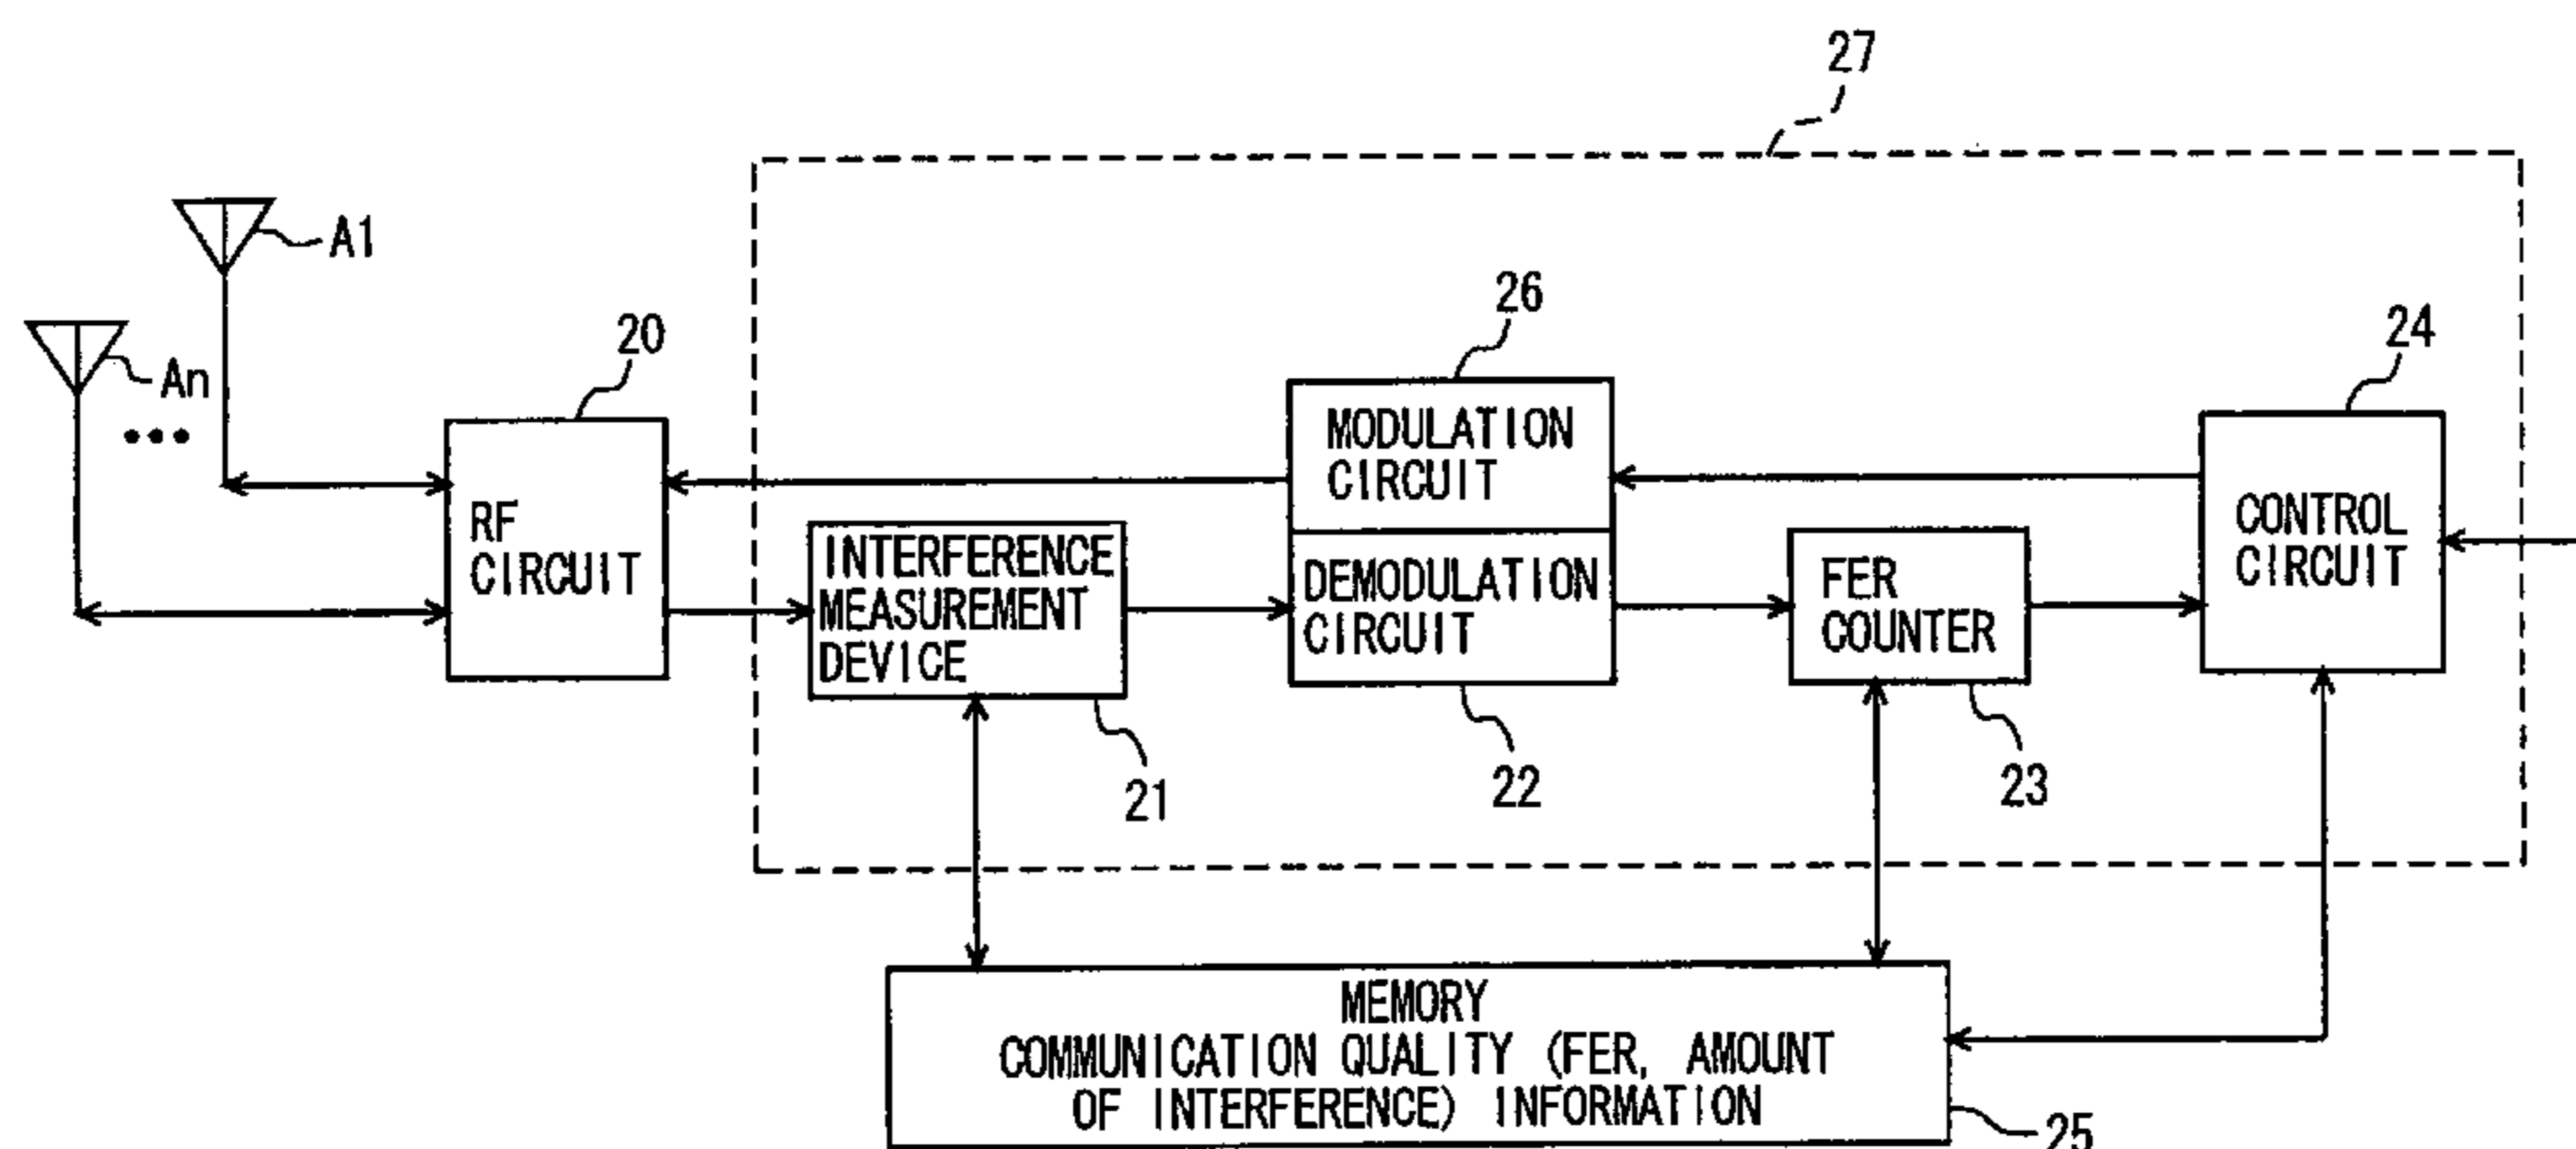 27
A1
An
20
RF
CIRCUIT
26
MODULATION
CIRCUIT
24
CONTROL
CIRCUIT
INTERFERENCE
MEASUREMENT
DEVICE
21
DEMODULATION
CIRCUIT
22
FER
COUNTER
23
MEMORY
COMMUNICATION QUALITY (FER, AMOUNT
OF INTERFERENCE) INFORMATION
25